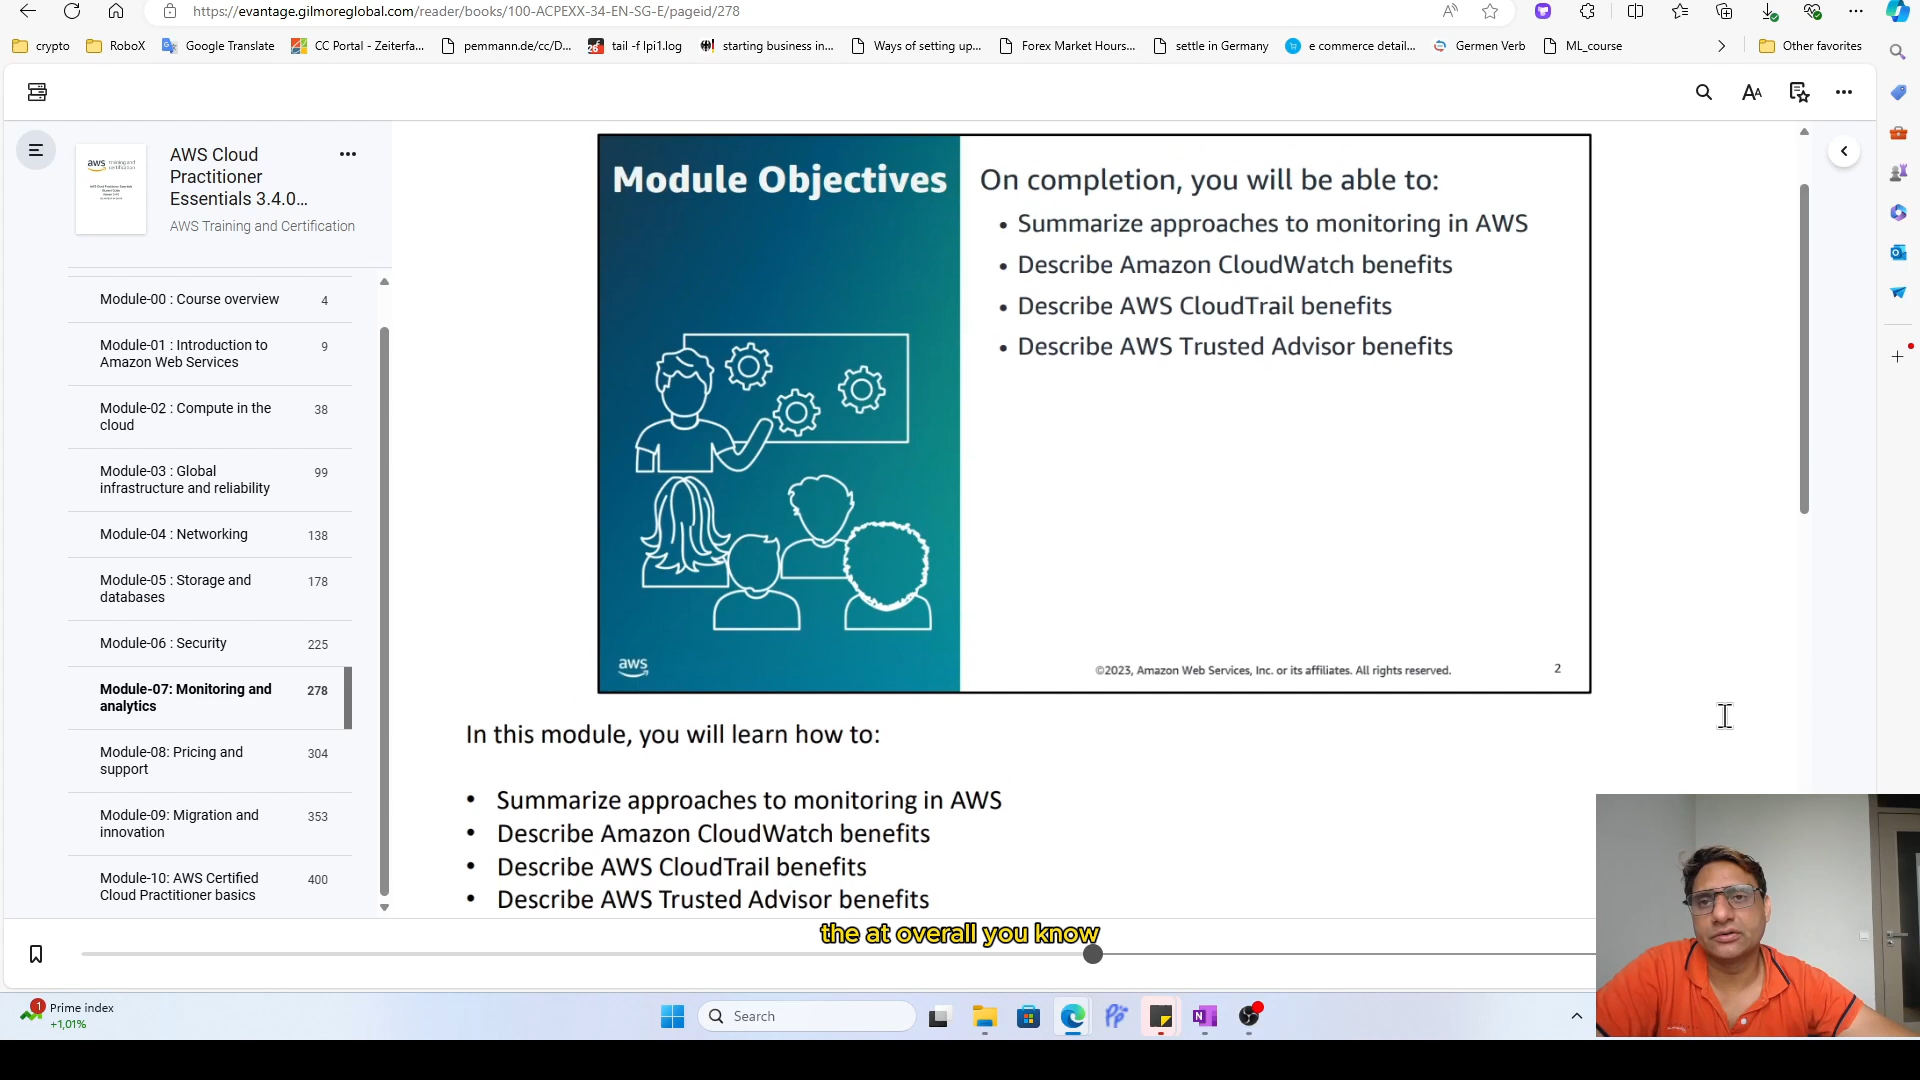 https://evantage.gilmoreglobal.com/reader/books/100-ACPEXX-34-EN-SG-E/pageid/278
crypto
RoboX
Google Translate
CC Portal - Zeiterfa...
pemmann.de/cc/D...
tail -f lpi1.log
starting business in...
Ways of setting up...
Forex Market Hours...
settle in Germany
e commerce detail...
Germen Verb
ML_course
Other favorites
AWS Cloud
Practitioner
Essentials 3.4.0...
AWS Training and Certification
Module-00 : Course overview 4
Module-01 : Introduction to 9
Amazon Web Services
Module-02 : Compute in the 38
cloud
Module-03 : Global 99
infrastructure and reliability
Module-04 : Networking 138
Module-05 : Storage and 178
databases
Module-06 : Security 225
Module-07: Monitoring and 278
analytics
Module-08: Pricing and 304
support
Module-09: Migration and 353
innovation
Module-10: AWS Certified 400
Cloud Practitioner basics
Module Objectives
On completion, you will be able to:
• Summarize approaches to monitoring in AWS
• Describe Amazon CloudWatch benefits
• Describe AWS CloudTrail benefits
• Describe AWS Trusted Advisor benefits
aws
©2023, Amazon Web Services, Inc. or its affiliates. All rights reserved.
2
In this module, you will learn how to:
• Summarize approaches to monitoring in AWS
• Describe Amazon CloudWatch benefits
• Describe AWS CloudTrail benefits
• Describe AWS Trusted Advisor benefits
the at overall you know
1
Prime index
+1,01%
Search